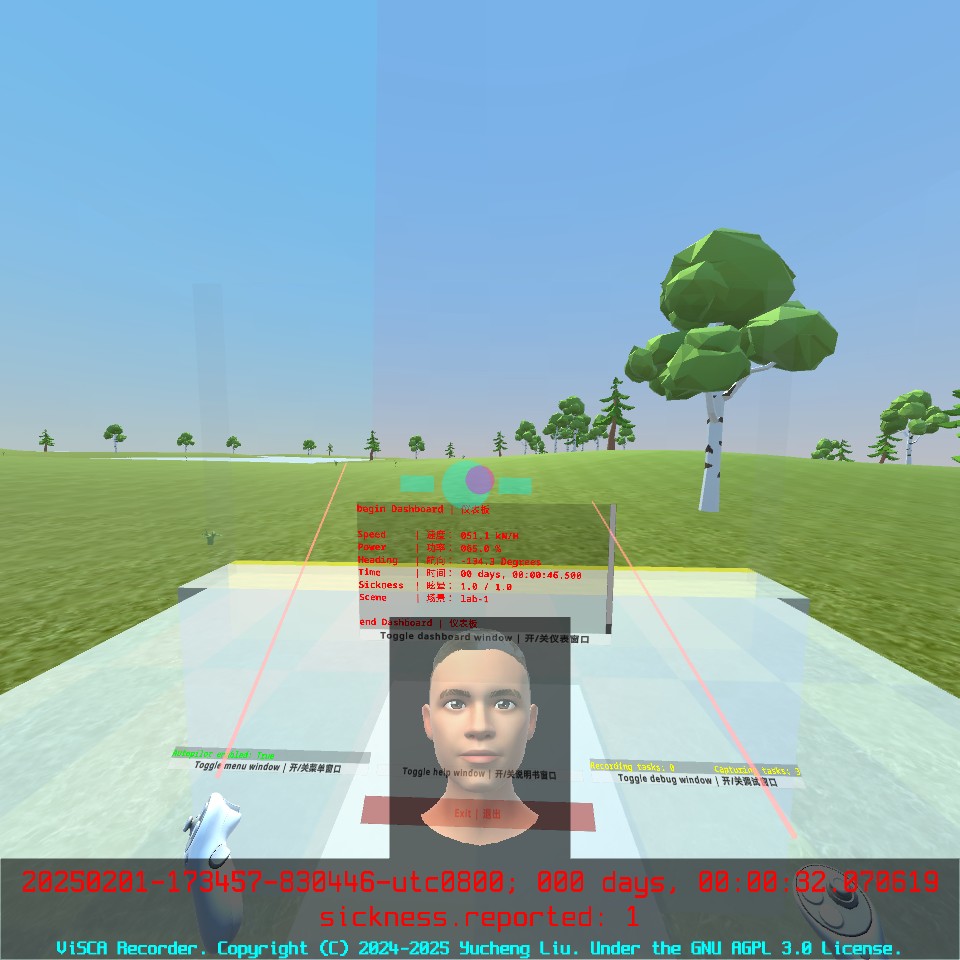 begin Dashboard | 仪表板
Speed | 速度： 051.1 kN/H
Power | 功率： 065.0 %
Heading | 航向： -134.3 Degrees
Time | 时间： 00 days, 00:00:46.500
Sickness | 眩晕： 1.0 / 1.0
Scene | 场景： lab-1
end Dashboard | 仪表板
Toggle dashboard window | 开/关仪表窗口
Autopilot enabled: True
Toggle menu window | 开/关菜单窗口
Toggle help window | 开/关说明书窗口
Recording tasks: 0 Capturing tasks: 3
Toggle debug window | 开/关调试窗口
Exit | 退出
20250201-173457-830446-utc0800; 000 days, 00:00:32.070619
sickness.reported: 1
ViSCA Recorder. Copyright (C) 2024-2025 Yucheng Liu. Under the GNU AGPL 3.0 License.